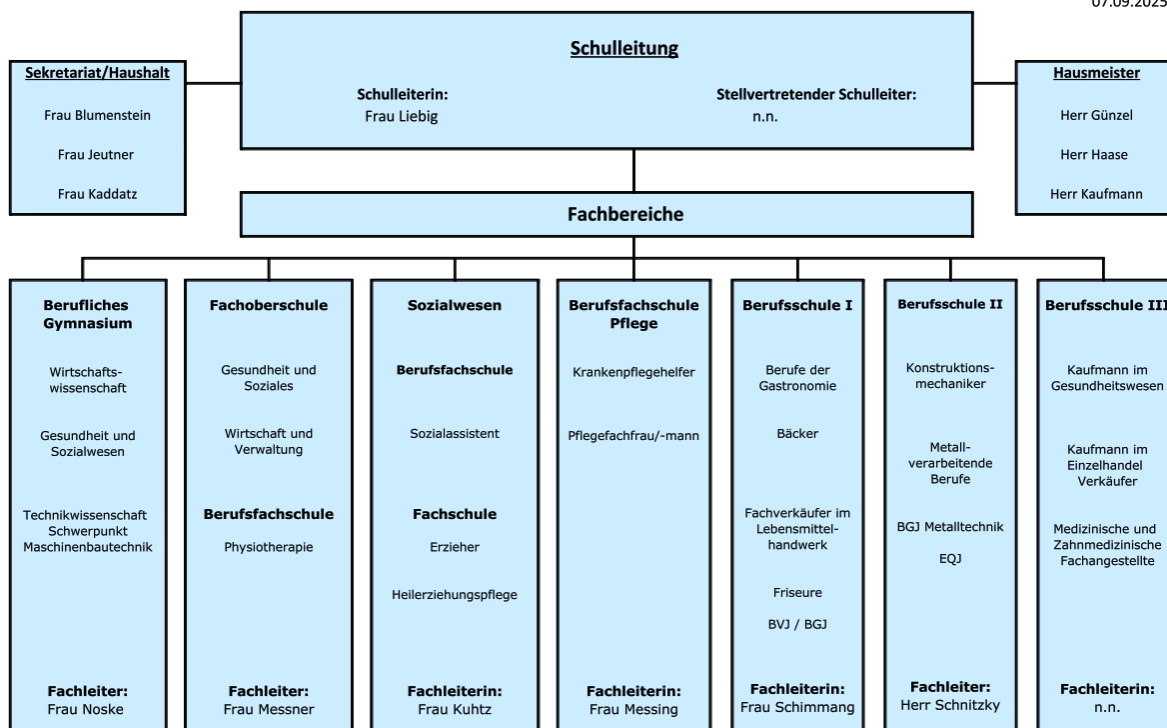 07.09.2025
Schulleitung
Schulleiterin:
Frau Liebig
Stellvertretender Schulleiter:
n.n.
Sekretariat/Haushalt
Frau Blumenstein
Frau Jeutner
Frau Kaddatz
Hausmeister
Herr Günzel
Herr Haase
Herr Kaufmann
Fachbereiche
Berufliches
Gymnasium
Wirtschafts-
wissenschaft
Gesundheit und
Sozialwesen
Technikwissenschaft
Schwerpunkt
Maschinenbautechnik
Fachleiter:
Frau Noske
Fachoberschule
Gesundheit und
Soziales
Wirtschaft und
Verwaltung
Berufsfachschule
Physiotherapie
Fachleiter:
Frau Messner
Sozialwesen
Berufsfachschule
Sozialassistent
Fachschule
Erzieher
Heilerziehungspflege
Fachleiterin:
Frau Kuhtz
Berufsfachschule
Pflege
Krankenpflegehelfer
Pflegefachfrau/-mann
Fachleiterin:
Frau Messing
Berufsschule I
Berufe der
Gastronomie
Bäcker
Fachverkäufer im
Lebensmittel-
handwerk
Friseure
BVJ / BGJ
Fachleiterin:
Frau Schimmang
Berufsschule II
Konstruktions-
mechaniker
Metall-
verarbeitende
Berufe
BGJ Metalltechnik
EQJ
Fachleiter:
Herr Schnitzky
Berufsschule III
Kaufmann im
Gesundheitswesen
Kaufmann im
Einzelhandel
Verkäufer
Medizinische und
Zahnmedizinische
Fachangestellte
Fachleiterin:
n.n.